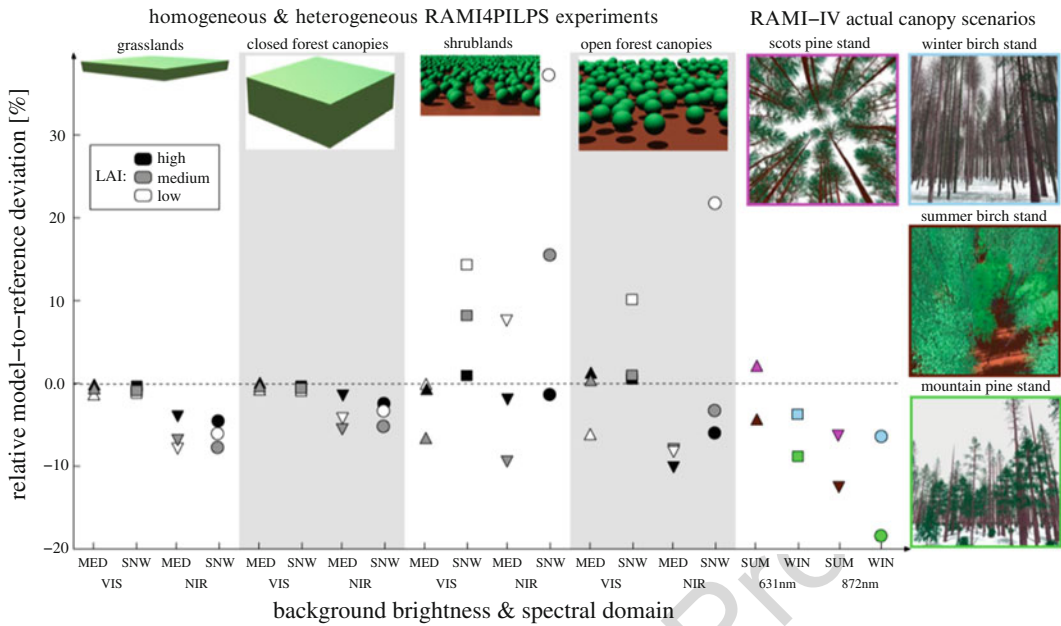 homogeneous & heterogeneous RAMI4PILPS experiments
RAMI−IV actual canopy scenarios
grasslands
closed forest canopies
shrublands
open forest canopies
scots pine stand
winter birch stand
summer birch stand
mountain pine stand
LAI:
high
medium
low
relative model−to−reference deviation [%]
30
20
10
0.0
−10
−20
MED SNW MED SNW MED SNW MED SNW MED SNW MED SNW MED SNW MED SNW SUM WIN SUM WIN
VIS NIR VIS NIR VIS NIR VIS NIR 631nm 872nm
background brightness & spectral domain
Pro